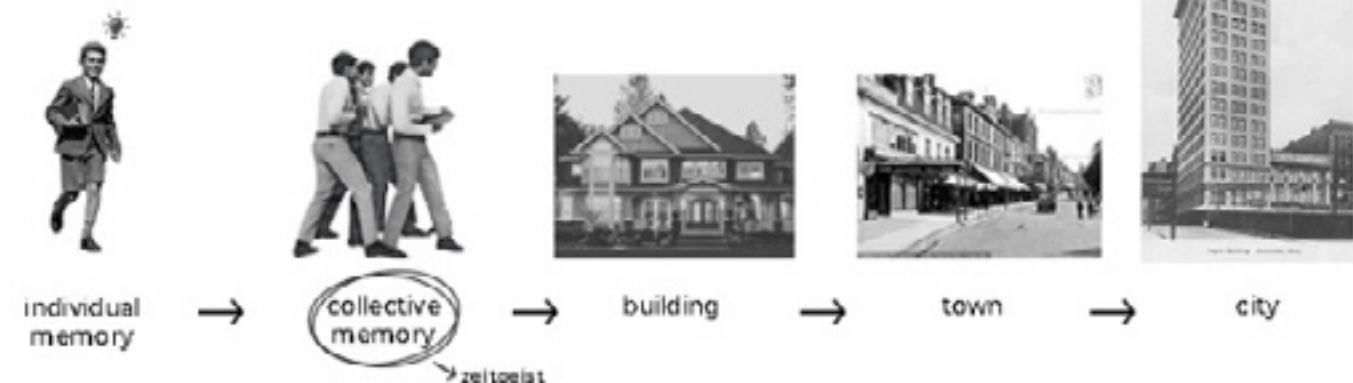 individual
memory
collective
memory
zeitgeist
building
town
city